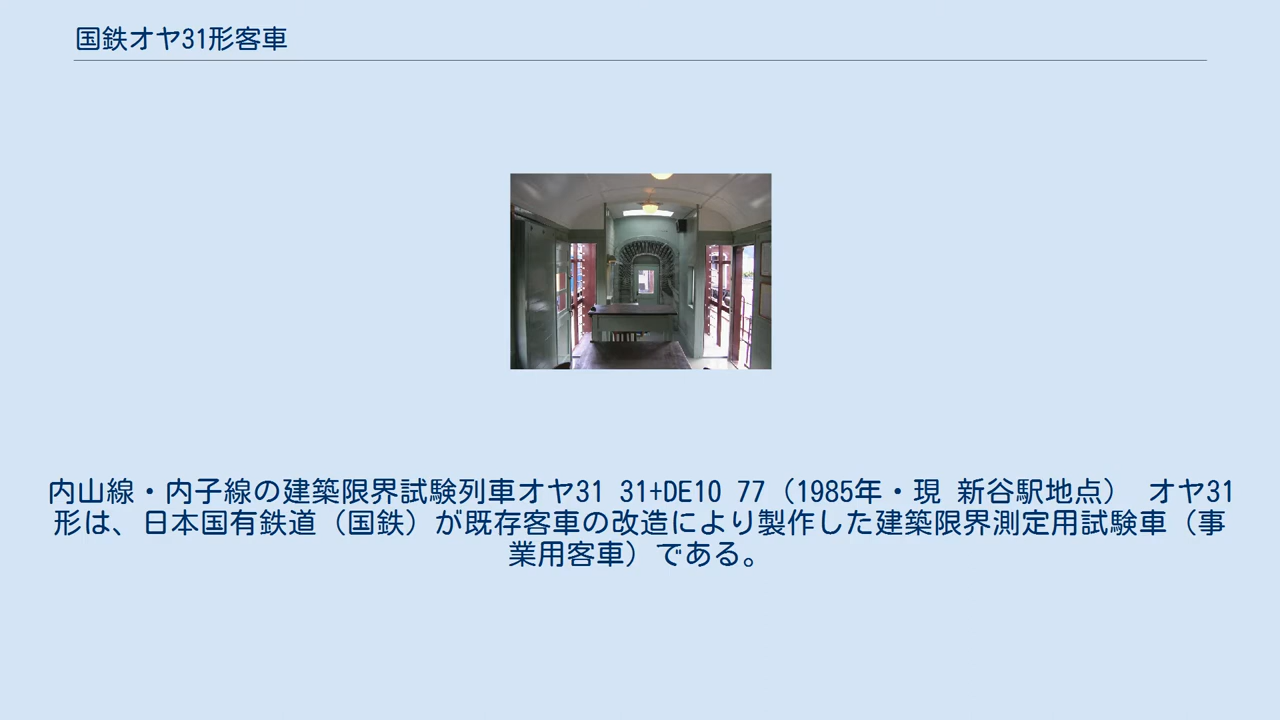 国鉄オヤ31形客車
内山線・内子線の建築限界試験列車オヤ31 31+DE10 77（1985年・現 新谷駅地点） オヤ31
形は、日本国有鉄道（国鉄）が既存客車の改造により製作した建築限界測定用試験車（事
業用客車）である。